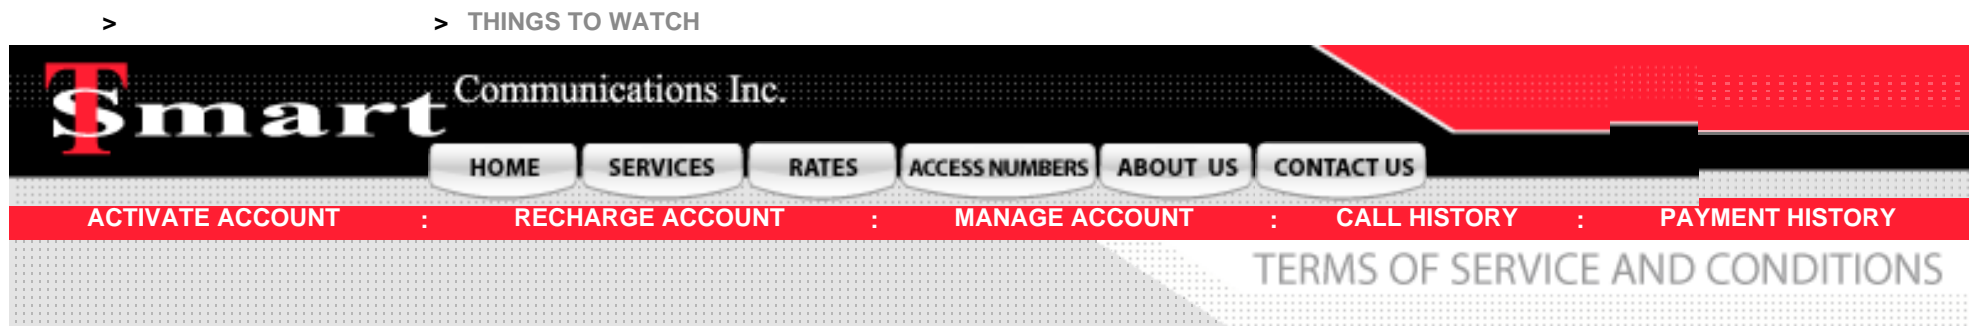 > > THINGS TO WATCH
TSmart Communications Inc.
HOME SERVICES RATES ACCESS NUMBERS ABOUT US CONTACT US
ACTIVATE ACCOUNT : RECHARGE ACCOUNT : MANAGE ACCOUNT : CALL HISTORY : PAYMENT HISTORY
TERMS OF SERVICE AND CONDITIONS